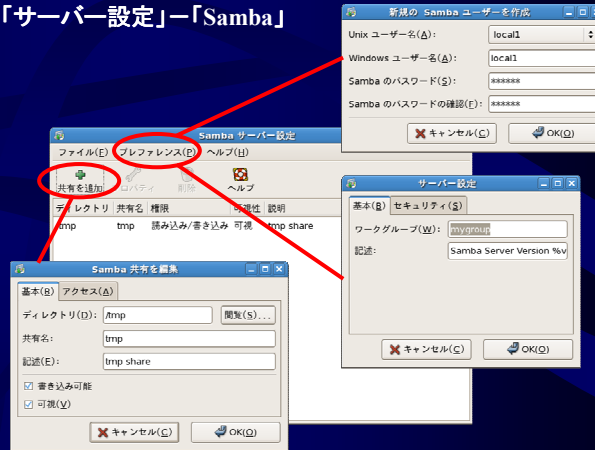 「サーバー設定」－「Samba」
新規の Samba ユーザーを作成
Unix ユーザー名(A):
local1
Windows ユーザー名(A):
local1
Samba のパスワード(S):
******
Samba のパスワードの確認(F):
******
キャンセル(C)
OK(O)
Samba サーバー設定
ファイル(F) プレファレンス(P) ヘルプ(H)
共有を追加 プロパティ 削除 ヘルプ
ディレクトリ 共有名 権限 可視性 説明
tmp tmp 読み込み/書き込み 可視 tmp share
サーバー設定
基本(B) セキュリティ(S)
ワークグループ(W):
mygroup
記述:
Samba Server Version %v
キャンセル(C)
OK(O)
Samba 共有を編集
基本(B) アクセス(A)
ディレクトリ(D):
/tmp
閲覧(S)...
共有名:
tmp
記述(E):
tmp share
書き込み可能
可視(V)
キャンセル(C)
OK(O)